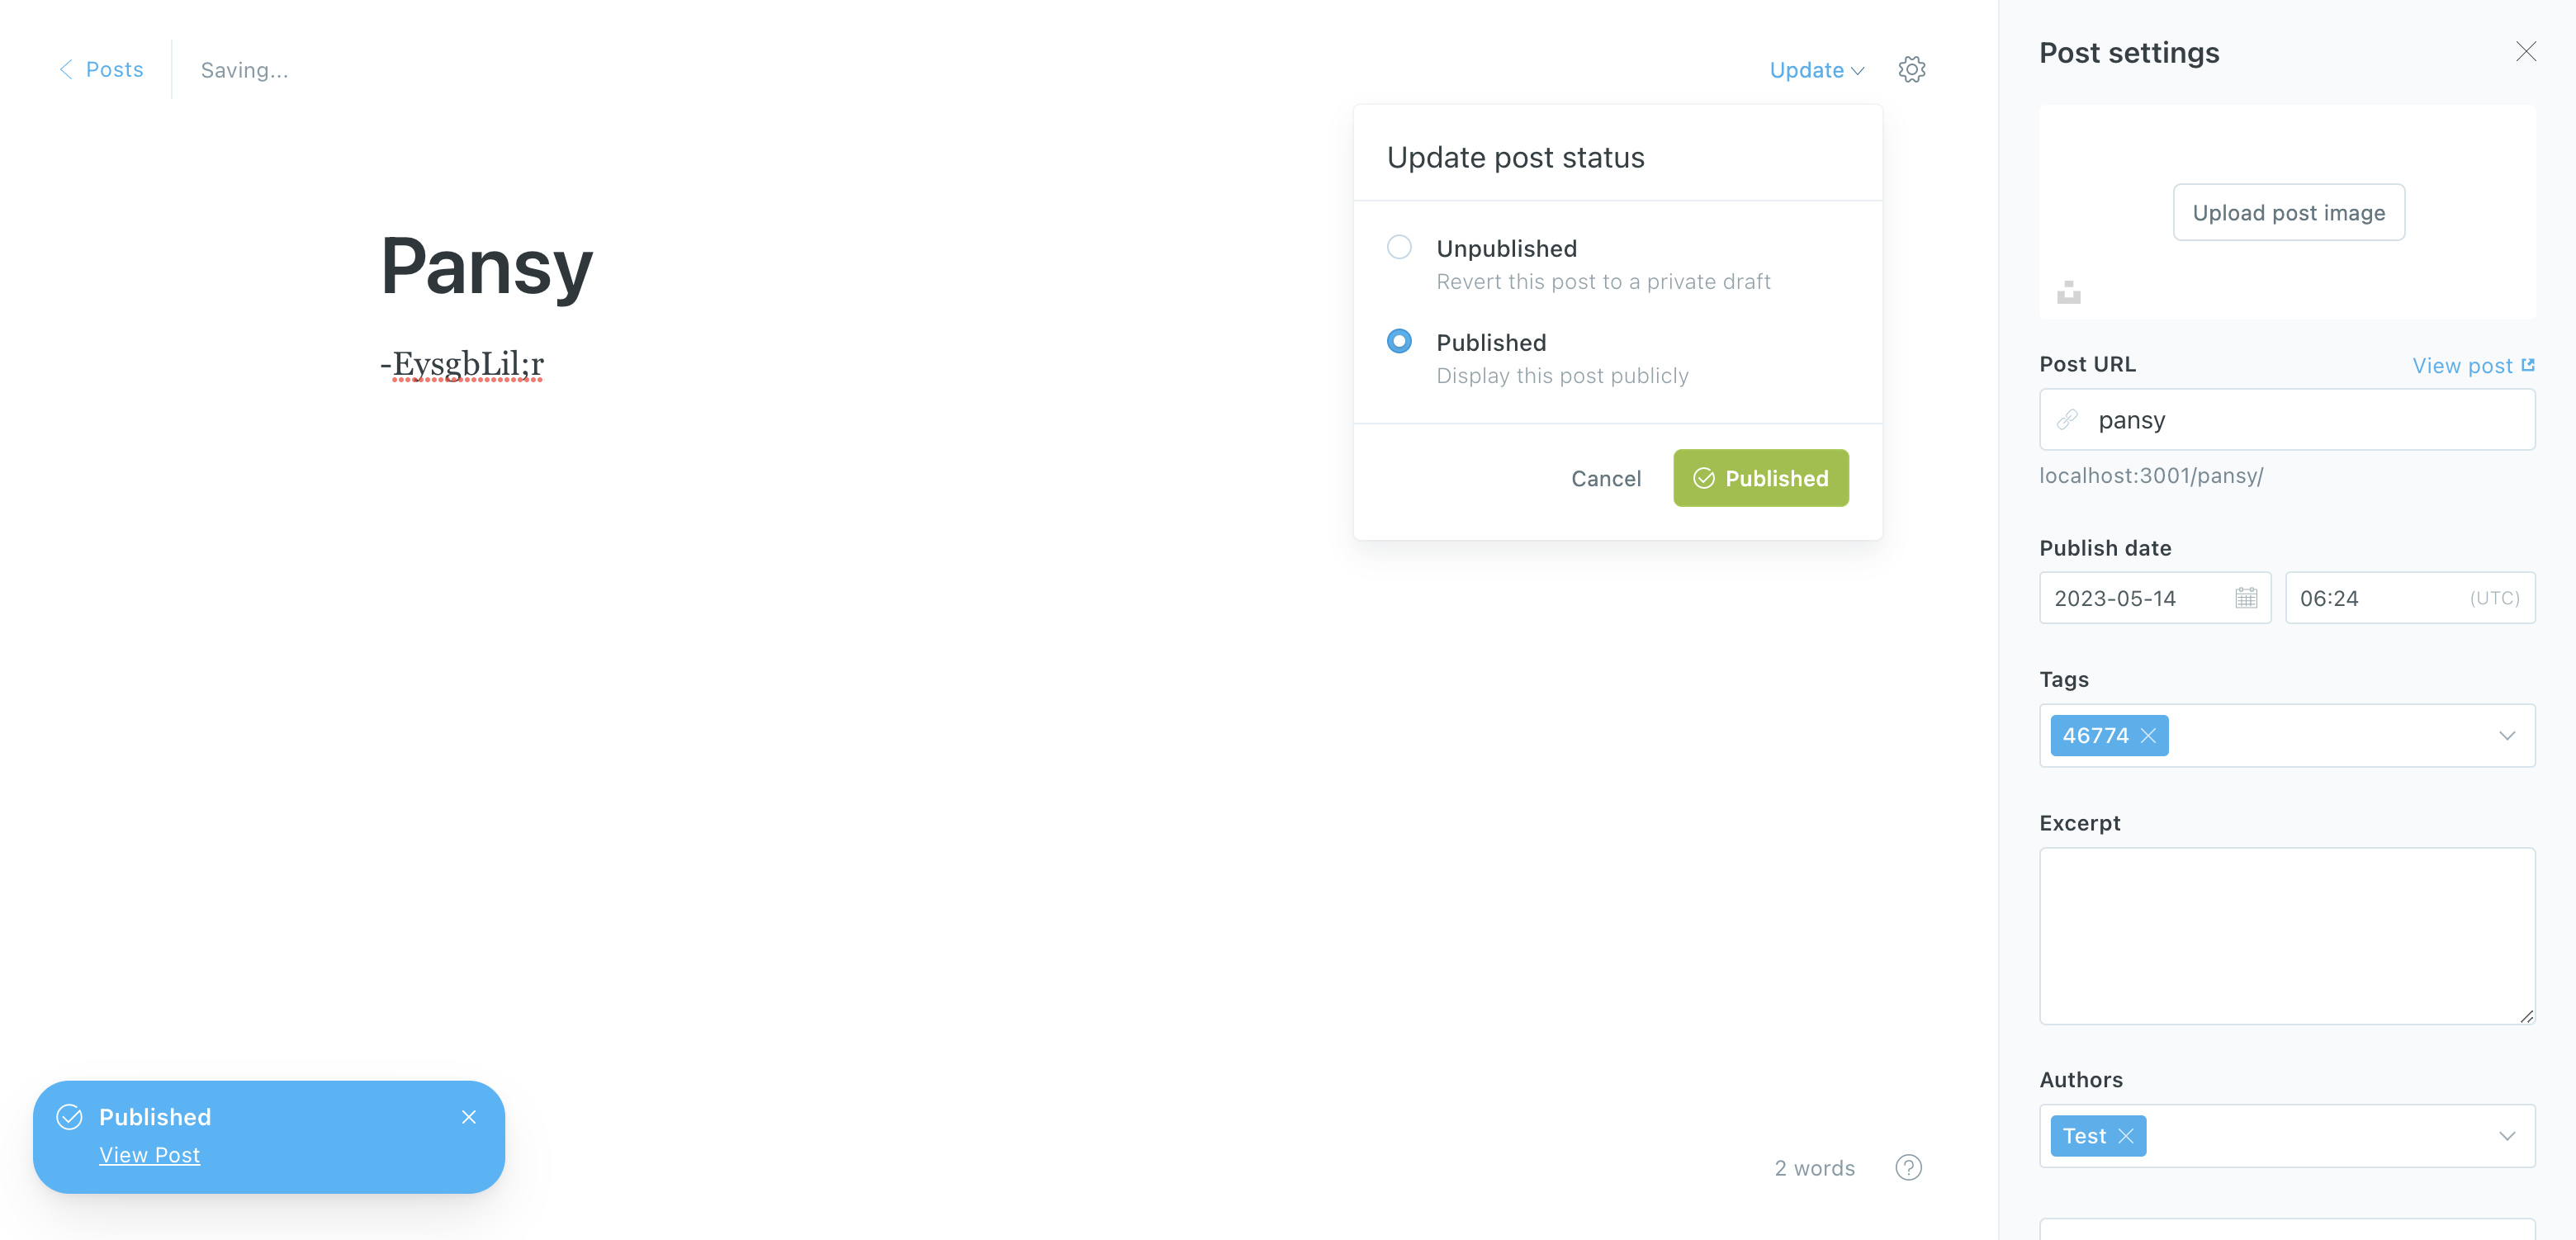 Posts
Saving...
Update
Pansy
-EysgbLil;r
Update post status
Unpublished
Revert this post to a private draft
Published
Display this post publicly
Cancel
Published
Published
View Post
2 words
?
Post settings
Upload post image
Post URL
View post
pansy
localhost:3001/pansy/
Publish date
2023-05-14
06:24 (UTC)
Tags
46774
Excerpt
Authors
Test